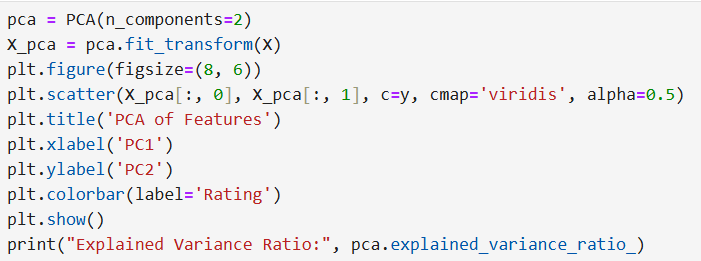 pca = PCA(n_components=2)
X_pca = pca.fit_transform(X)
plt.figure(figsize=(8, 6))
plt.scatter(X_pca[:, 0], X_pca[:, 1], c=y, cmap='viridis', alpha=0.5)
plt.title('PCA of Features')
plt.xlabel('PC1')
plt.ylabel('PC2')
plt.colorbar(label='Rating')
plt.show()
print("Explained Variance Ratio:", pca.explained_variance_ratio_)